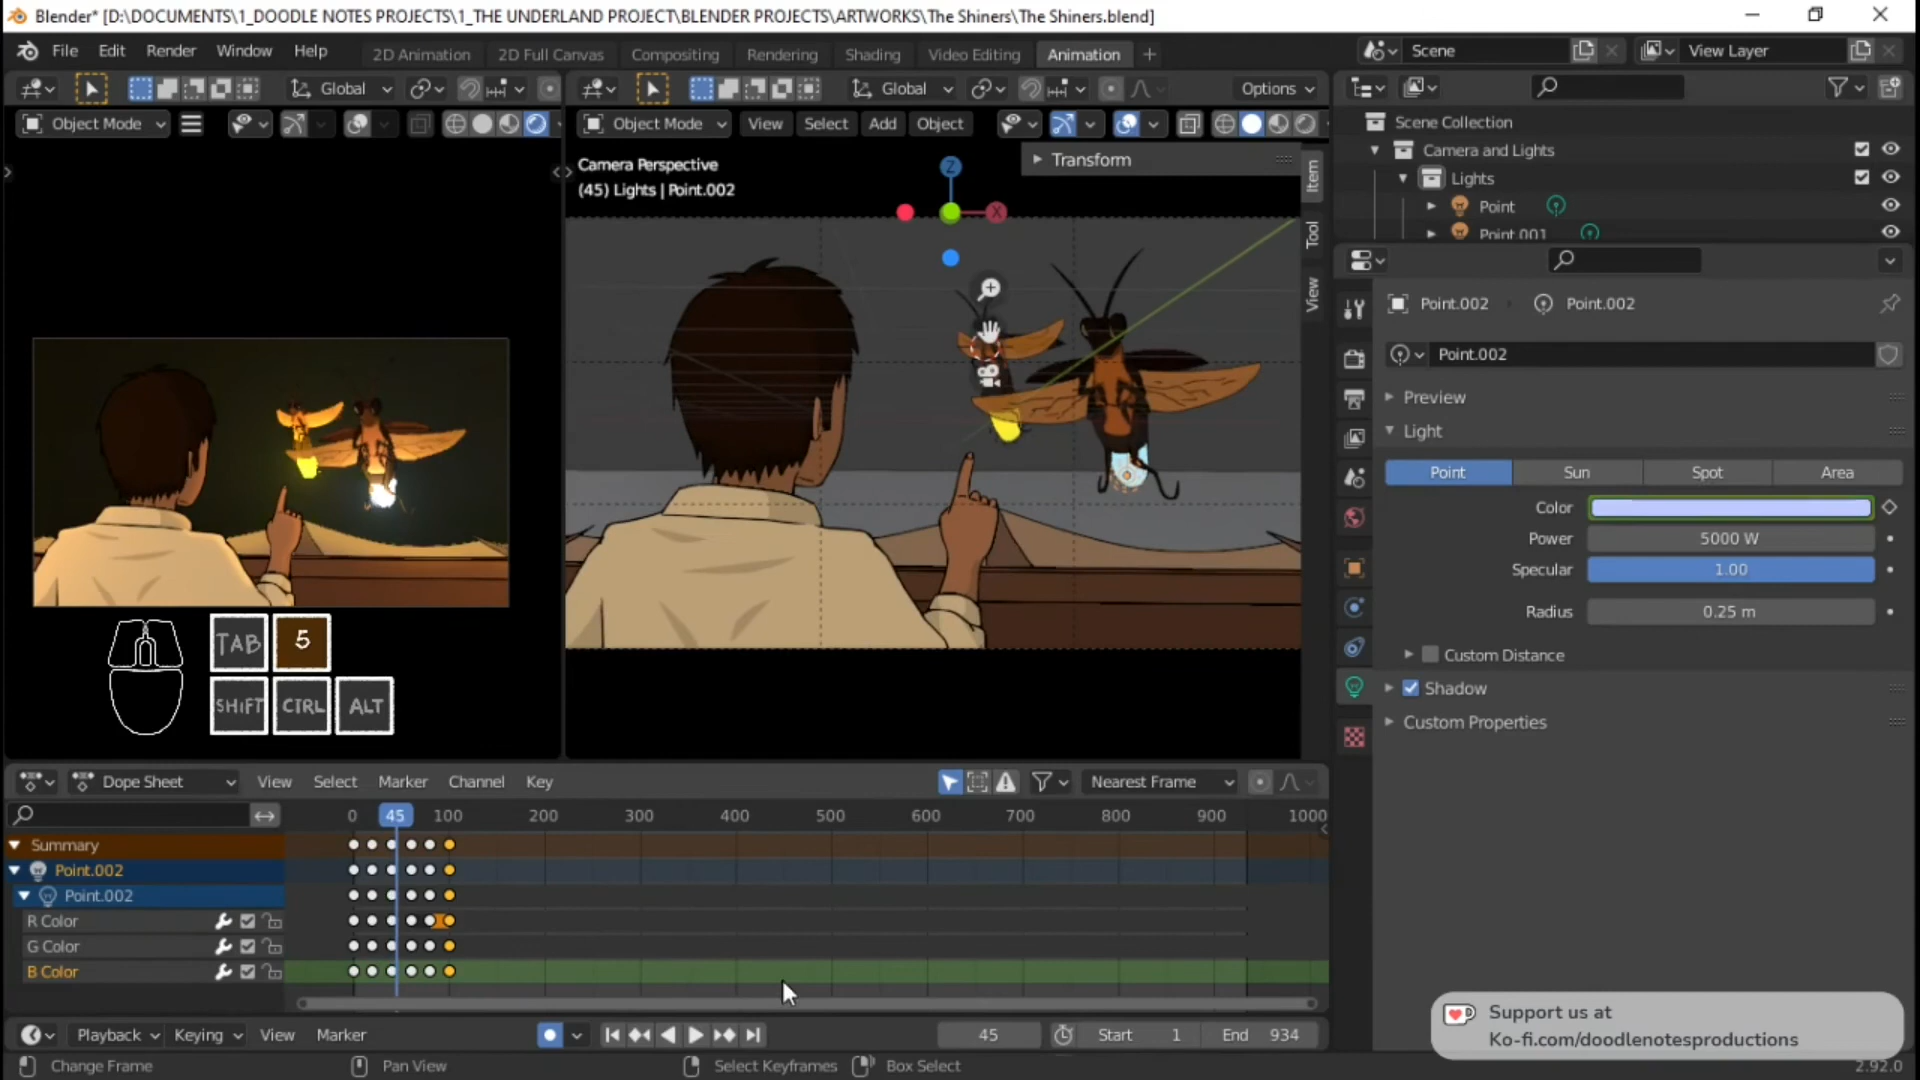 Blender* [D:\DOCUMENTS\1_DOODLE NOTES PROJECTS\1_THE UNDERLAND PROJECT\BLENDER PROJECTS\ARTWORKS\The Shiners\The Shiners.blend]
File Edit Render Window Help 2D Animation 2D Full Canvas Compositing Rendering Shading Video Editing Animation + Scene View Layer
Global Global Options
Object Mode Object Mode View Select Add Object
Scene Collection
Camera and Lights
Lights
Point
Point.001
Camera Perspective
(45) Lights | Point.002
Transform
Z
X
Item
Tool
View
Point.002 Point.002
Point.002
Preview
Light
Point Sun Spot Area
Color
Power 5000 W
Specular 1.00
Radius 0.25 m
Custom Distance
Shadow
Custom Properties
TAB 5
SHIFT CTRL ALT
Dope Sheet View Select Marker Channel Key Nearest Frame
0 45 100 200 300 400 500 600 700 800 900 1000
Summary
Point.002
Point.002
R Color
G Color
B Color
Playback Keying View Marker 45 Start 1 End 934
Change Frame Pan View Select Keyframes Box Select 2.92.0
Support us at
Ko-fi.com/doodlenotesproductions